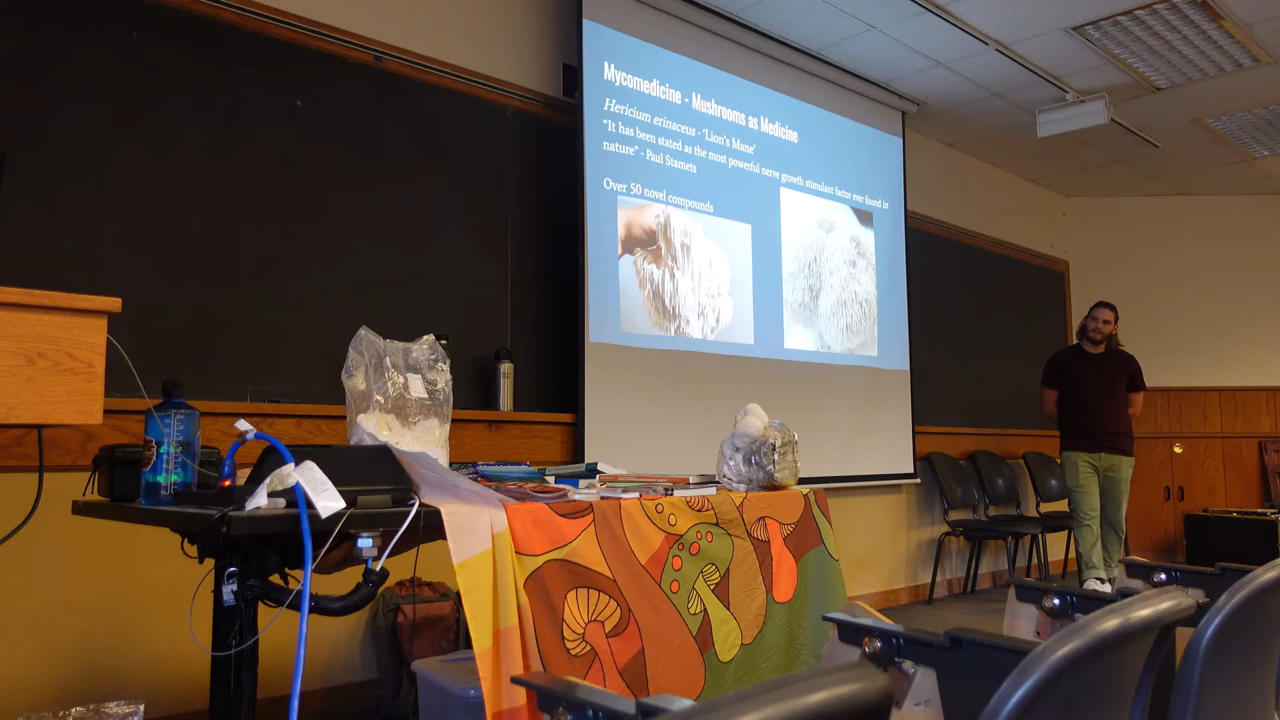 Mycomedicine - Mushrooms as Medicine
Hericium erinaceus - 'Lion's Mane'
"It has been stated as the most powerful nerve growth stimulant factor ever found in
nature" - Paul Stamets
Over 50 novel compounds